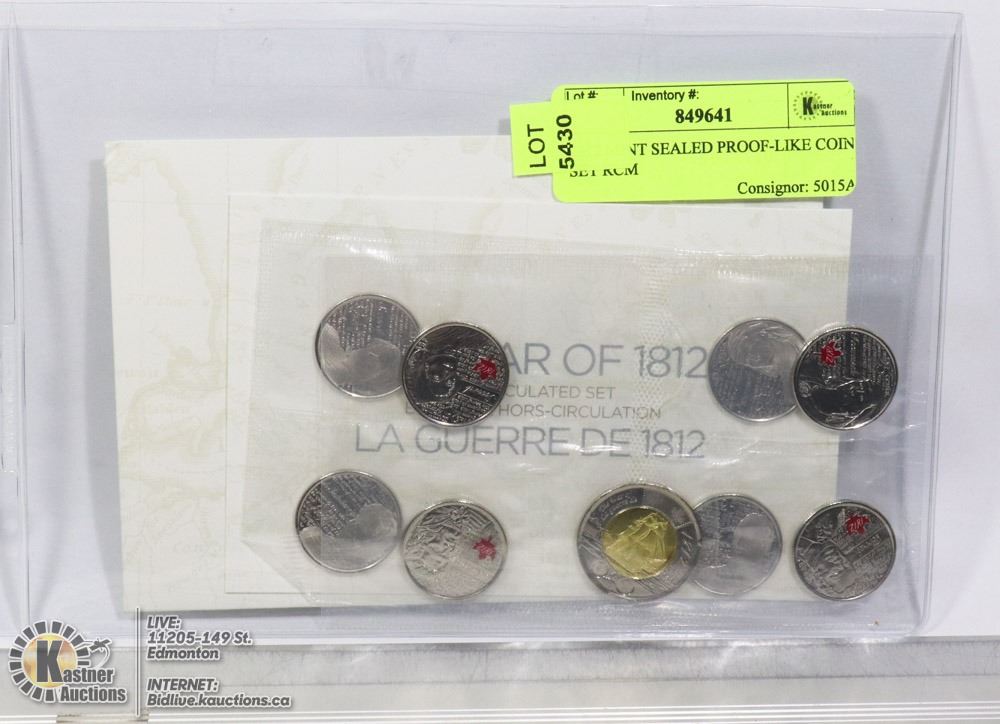 Lot #: Inventory #:
849641
Kastner
Auctions
LOT
5430
NT SEALED PROOF-LIKE COIN
SET RCM
Consignor: 5015A
AR OF 1812
CULATED SET
HORS-CIRCULATION
LA GUERRE DE 1812
1812
Kastner
Auctions
LIVE:
11205-149 St.
Edmonton
INTERNET:
Bidlive.kauctions.ca